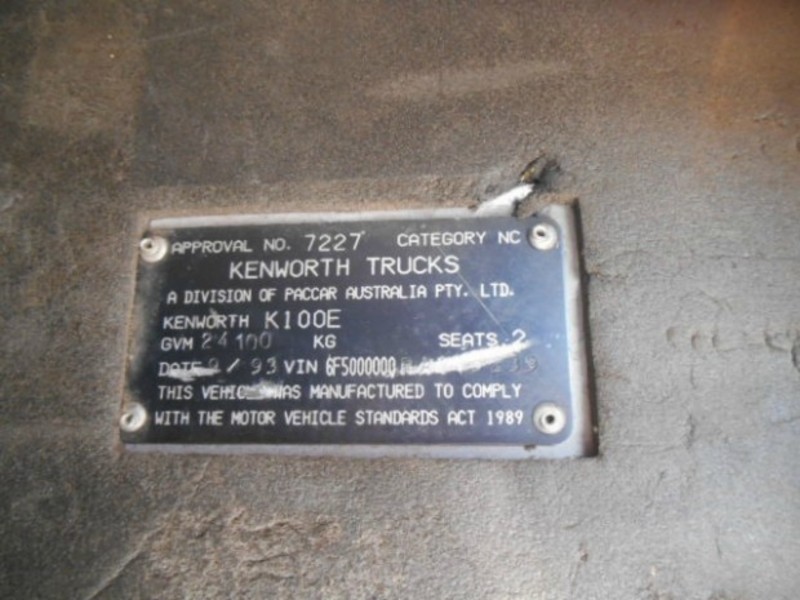 APPROVAL NO. 7227 CATEGORY NC
KENWORTH TRUCKS
A DIVISION OF PACCAR AUSTRALIA PTY. LTD.
KENWORTH K100E
GVM 24100 KG SEATS 2
DATE / 93 VIN
THIS VEHICLE WAS MANUFACTURED TO COMPLY
WITH THE MOTOR VEHICLE STANDARDS ACT 1989